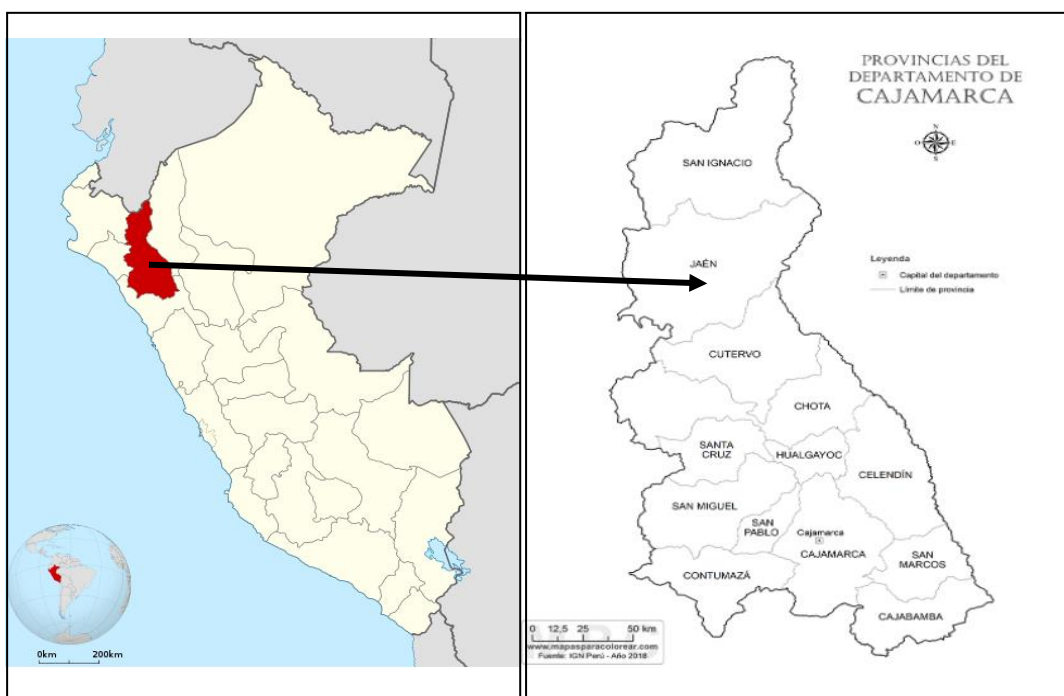 0km 200km
PROVINCIAS DEL
DEPARTAMENTO DE
CAJAMARCA
N
O E
S
SAN IGNACIO
JAÉN
Leyenda
Capital del departamento
Límite de provincia
CUTERVO
CHOTA
SANTA
CRUZ
HUALGAYOC
CELENDÍN
SAN MIGUEL
SAN
PABLO
Cajamarca
CAJAMARCA
SAN
MARCOS
CONTUMAZÁ
CAJABAMBA
0 12,5 25 50 km
www.mapasparacolorear.com
Fuente: IGN Perú - Año 2018